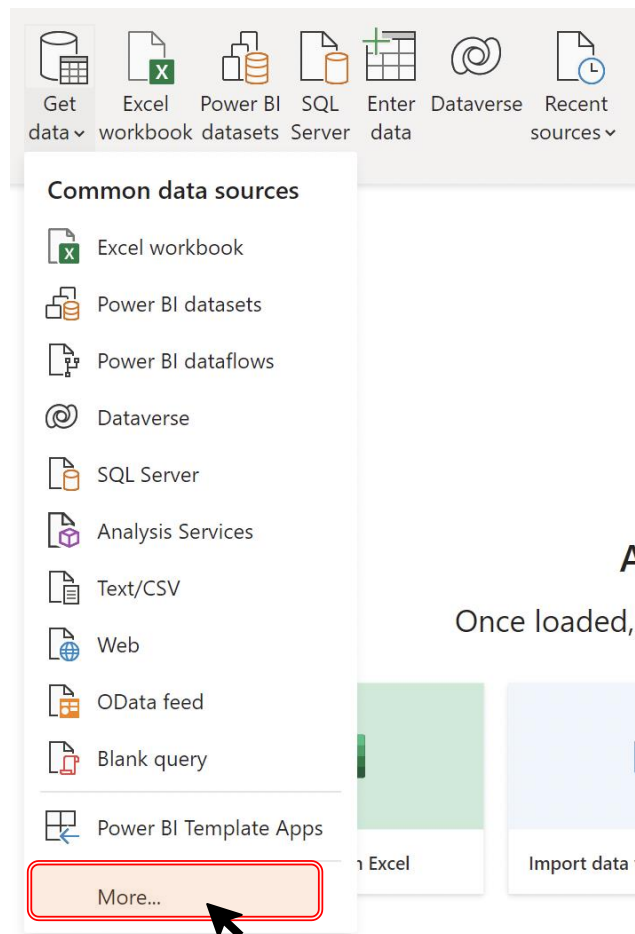 Get data
Excel workbook
Power BI datasets
SQL Server
Enter data
Dataverse
Recent sources
Common data sources
Excel workbook
Power BI datasets
Power BI dataflows
Dataverse
SQL Server
Analysis Services
Text/CSV
Web
OData feed
Blank query
Power BI Template Apps
More...
A
Once loaded,
Excel
Import data